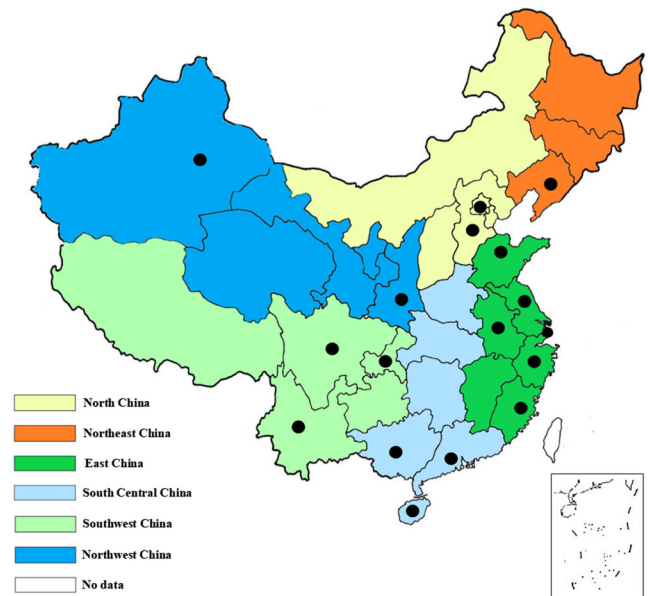 North China
Northeast China
East China
South Central China
Southwest China
Northwest China
No data